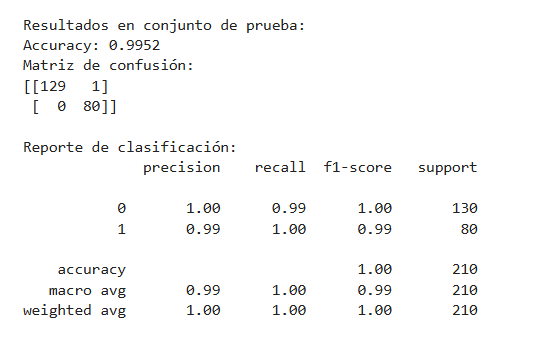 Resultados en conjunto de prueba:
Accuracy: 0.9952
Matriz de confusión:
[[129   1]
 [  0  80]]
Reporte de clasificación:
              precision    recall  f1-score   support
           0       1.00      0.99      1.00       130
           1       0.99      1.00      0.99        80
    accuracy                           1.00       210
   macro avg       0.99      1.00      0.99       210
weighted avg       1.00      1.00      1.00       210